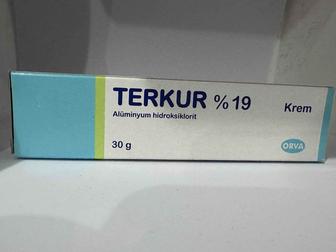 TERKUR %19 Krem
Alüminyum hidroksiklorit
30 g
ORVA